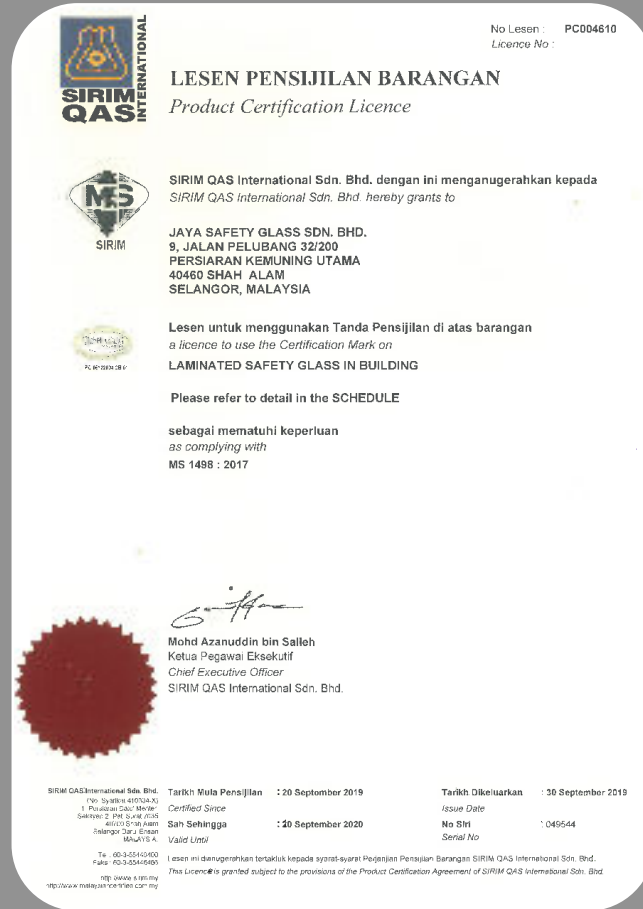 SIRIM
QAS
INTERNATIONAL
No Lesen : PC004610
Licence No :
LESEN PENSIJILAN BARANGAN
Product Certification Licence
MS
SIRIM
SIRIM QAS International Sdn. Bhd. dengan ini menganugerahkan kepada
SIRIM QAS International Sdn. Bhd. hereby grants to
JAYA SAFETY GLASS SDN. BHD.
9, JALAN PELUBANG 32/200
PERSIARAN KEMUNING UTAMA
40460 SHAH ALAM
SELANGOR, MALAYSIA
Lesen untuk menggunakan Tanda Pensijilan di atas barangan
a licence to use the Certification Mark on
LAMINATED SAFETY GLASS IN BUILDING
Please refer to detail in the SCHEDULE
sebagai mematuhi keperluan
as complying with
MS 1498 : 2017
Mohd Azanuddin bin Salleh
Ketua Pegawai Eksekutif
Chief Executive Officer
SIRIM QAS International Sdn. Bhd.
SIRIM QAS International Sdn. Bhd.
Tarikh Mula Pensijilan : 20 September 2019
Certified Since
Sah Sehingga : 20 September 2020
Valid Until
Tarikh Dikeluarkan : 30 September 2019
Issue Date
No Siri : 049544
Serial No
Lesen ini dianugerahkan tertakluk kepada syarat-syarat Perjanjian Pensijilan Barangan SIRIM QAS International Sdn. Bhd.
This Licence is granted subject to the provisions of the Product Certification Agreement of SIRIM QAS International Sdn. Bhd.